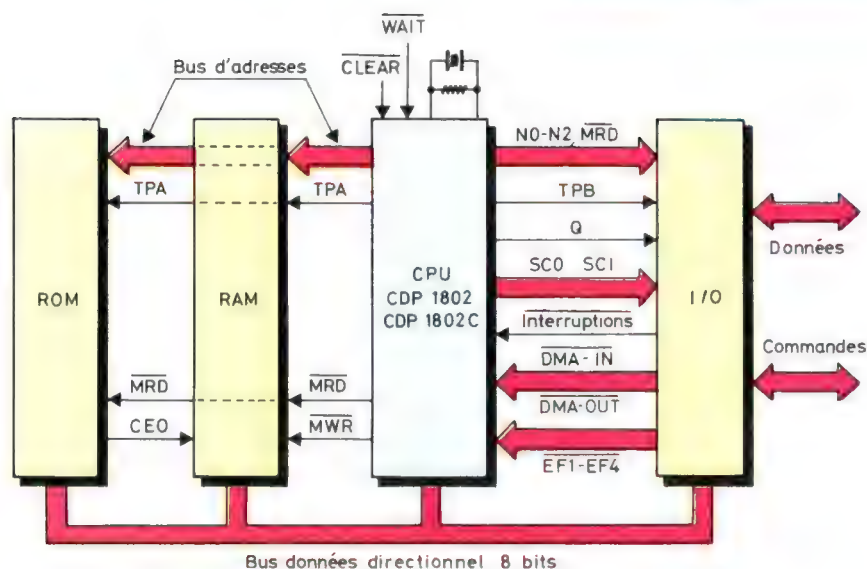 WAIT
CLEAR
Bus d'adresses
N0-N2 MRD
TPA
TPA
TPB
Q
Données
ROM
RAM
CPU
CDP 1802
CDP 1802C
SC0 SC1
I/O
Interruptions
Commandes
MRD
MRD
DMA-IN
CEO
MWR
DMA-OUT
EF1-EF4
Bus données directionnel 8 bits